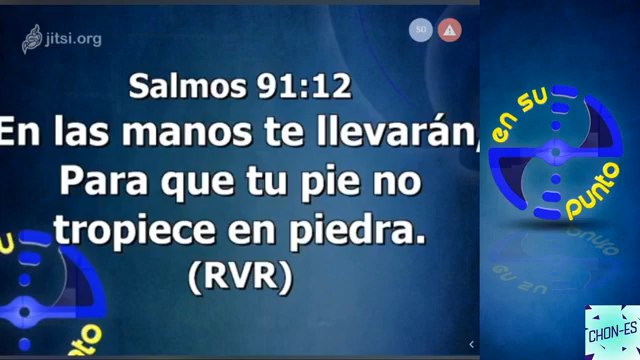 jitsi.org
SD
Salmos 91:12
En las manos te llevarán,
Para que tu pie no
tropiece en piedra.
(RVR)
en su
punto
su
punto
CHON-ES